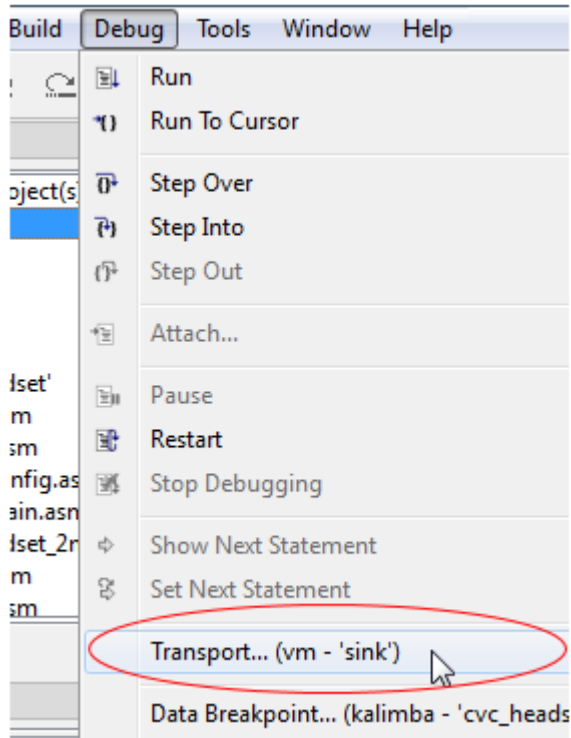 Build Debug Tools Window Help
Run
Run To Cursor
oject(s)
Step Over
Step Into
Step Out
Attach...
dset'
Pause
m
sm
Restart
nfig.as
Stop Debugging
ain.asn
dset_2n
Show Next Statement
m
Set Next Statement
sm
Transport... (vm - 'sink')
Data Breakpoint... (kalimba - 'cvc_heads